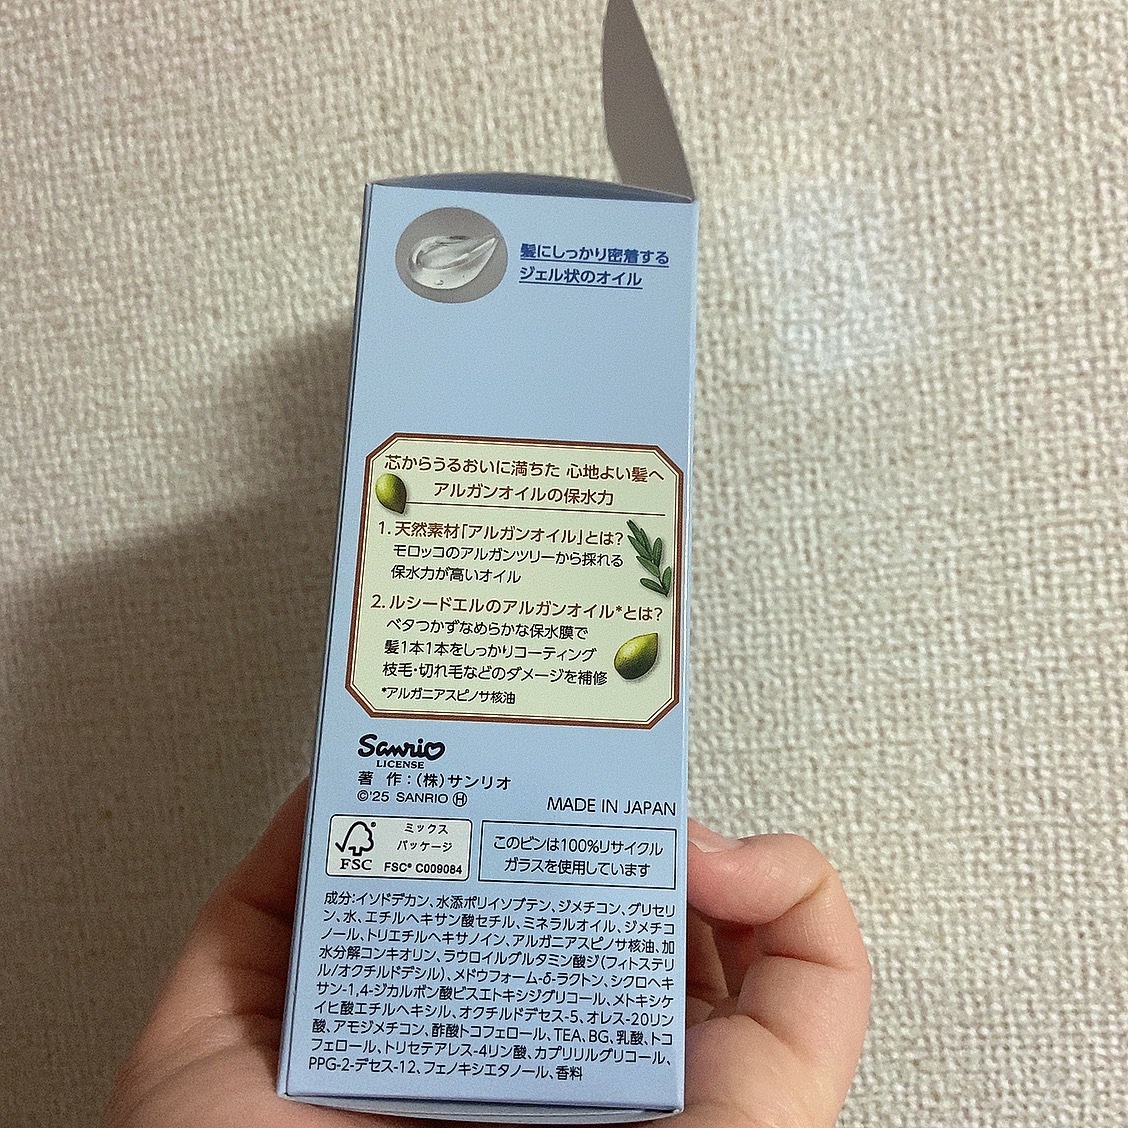 髪にしっかり密着する
ジェル状のオイル
芯からうるおいに満ちた 心地よい髪へ
アルガンオイルの保水力
1. 天然素材「アルガンオイル」とは?
モロッコのアルガンツリーから採れる
保水力が高いオイル
2. ルシードエルのアルガンオイル*とは?
ベタつかずなめらかな保水膜で
髪1本1本をしっかりコーティング
枝毛・切れ毛などのダメージを補修
*アルガニアスピノサ核油
Sanrio
LICENSE
著 作:(株)サンリオ
©'25 SANRIO Ⓗ
MADE IN JAPAN
ミックス
パッケージ
FSC
FSC® C009084
このビンは100%リサイクル
ガラスを使用しています
成分:イソドデカン、水添ポリイソブテン、ジメチコン、グリセリ
ン、水、エチルヘキサン酸セチル、ミネラルオイル、ジメチコ
ノール、トリエチルヘキサノイン、アルガニアスピノサ核油、加
水分解コンキオリン、ラウロイルグルタミン酸ジ(フィトステリ
ル/オクチルドデシル)、メドウフォーム-δ-ラクトン、シクロヘキ
サン-1,4-ジカルボン酸ビスエトキシジグリコール、メトキシケ
イヒ酸エチルヘキシル、オクチルドデセス-5、オレス-20リン
酸、アモジメチコン、酢酸トコフェロール、TEA、BG、乳酸、トコ
フェロール、トリセテアレス-4リン酸、カプリリルグリコール、
PPG-2-デセス-12、フェノキシエタノール、香料